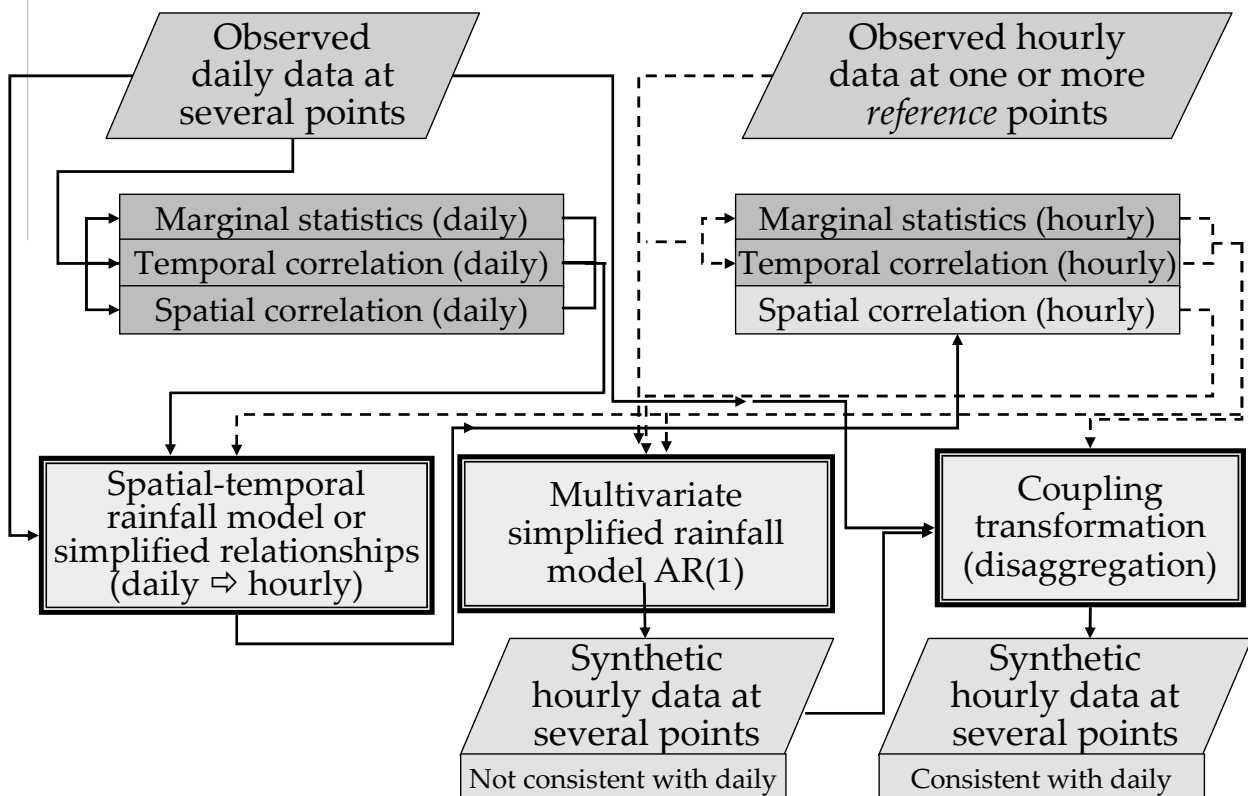 Observed
daily data at
several points
Observed hourly
data at one or more
reference points
Marginal statistics (daily)
Temporal correlation (daily)
Spatial correlation (daily)
Marginal statistics (hourly)
Temporal correlation (hourly)
Spatial correlation (hourly)
Spatial-temporal
rainfall model or
simplified relationships
(daily ⇨ hourly)
Multivariate
simplified rainfall
model AR(1)
Coupling
transformation
(disaggregation)
Synthetic
hourly data at
several points
Not consistent with daily
Synthetic
hourly data at
several points
Consistent with daily